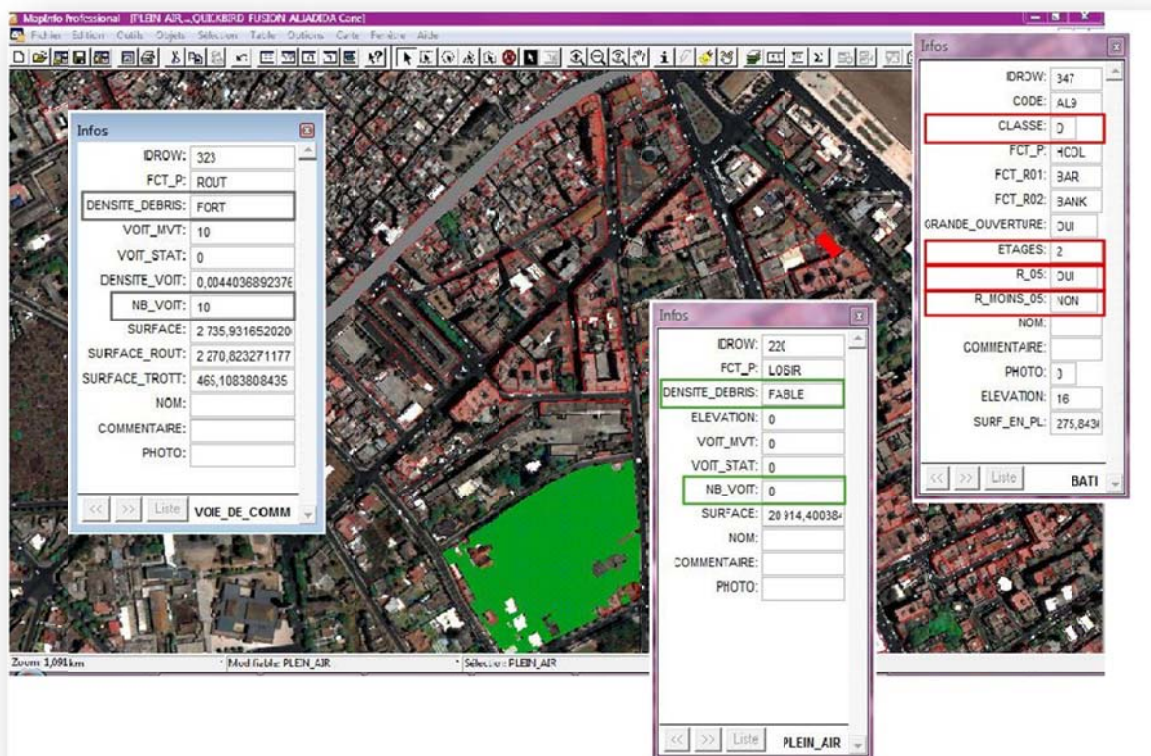 MapInfo Professional - [PLEIN AIR,...,QUICKBIRD FUSION ALJADIDA Cone]
Fichier Edition Outils Objets Sélection Table Options Carte Fenêtre Aide
Infos
IDROW: 323
FCT_P: ROUT
DENSITE_DEBRIS: FORT
VOIT_MVT: 10
VOIT_STAT: 0
DENSITE_VOIT: 0,0044036892376
NB_VOIT: 10
SURFACE: 2 735,9316520200
SURFACE_ROUT: 2 270,823271177
SURFACE_TROTT: 465,1083808435
NOM:
COMMENTAIRE:
PHOTO:
<< >> Liste VOIE_DE_COMM
Infos
IDROW: 220
FCT_P: LOSIR
DENSITE_DEBRIS: FABLE
ELEVATION: 0
VOIT_MVT: 0
VOIT_STAT: 0
NB_VOIT: 0
SURFACE: 20 914,400384
NOM:
COMMENTAIRE:
PHOTO:
<< >> Liste PLEIN_AIR
Infos
IDROW: 347
CODE: AL9
CLASSE:
FCT_P:
FCT_R01: BAR
FCT_R02: BANK
GRANDE_OUVERTURE: OUI
ETAGES: 2
R_05: OUI
R_MOINS_05: NON
NOM:
COMMENTAIRE:
PHOTO:
ELEVATION: 16
SURF_EN_PL: 275,843
<< >> Liste BATI
Zoom: 1,091 km Modifiable: PLEIN_AIR Sélection: PLEIN_AIR